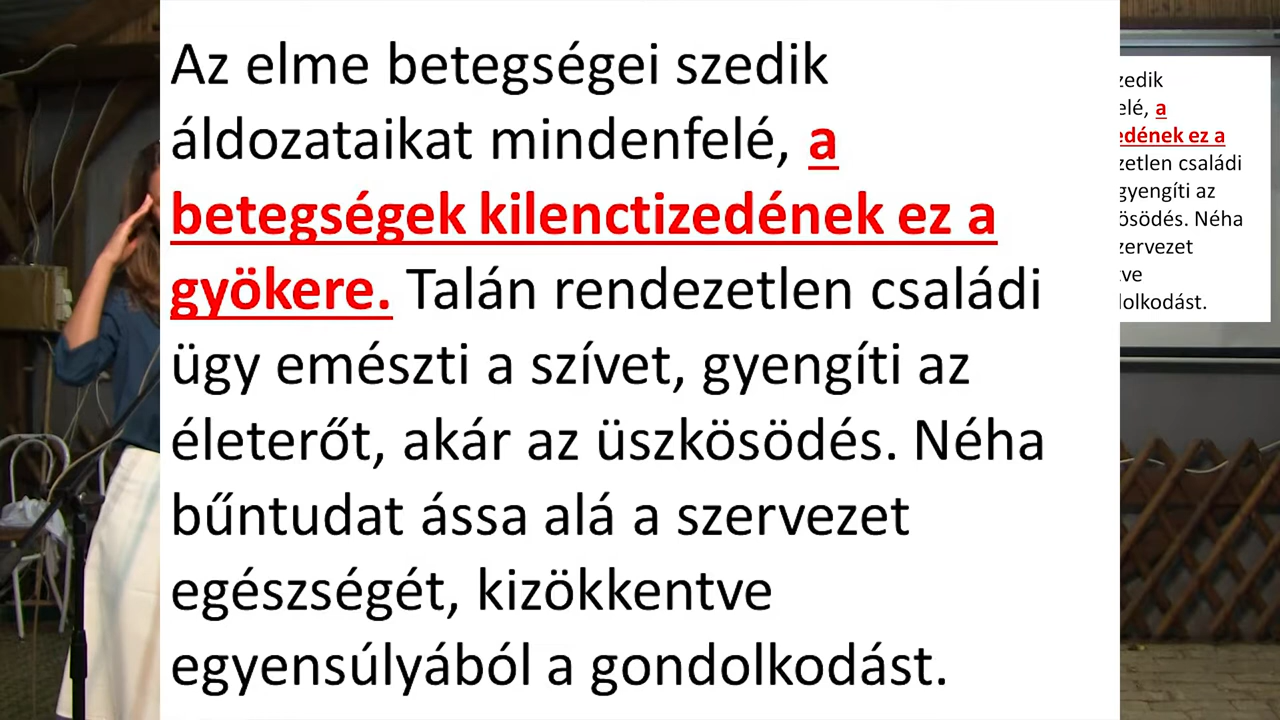 Az elme betegségei szedik
áldozataikat mindenfelé, a
betegségek kilenctizedének ez a
gyökere. Talán rendezetlen családi
ügy emészti a szívet, gyengíti az
életerőt, akár az üszkösödés. Néha
bűntudat ássa alá a szervezet
egészségét, kizökkentve
egyensúlyából a gondolkodást.
zedik
elé, a
edének ez a
zetlen családi
gyengíti az
ösödés. Néha
zervezet
tve
dolkodást.